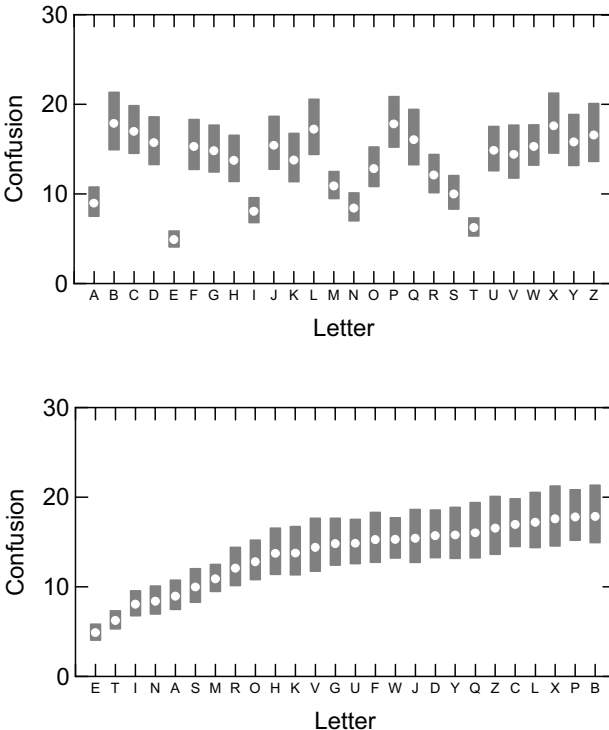 30
20
10
0
Confusion
A B C D E F G H I J K L M N O P Q R S T U V W X Y Z
Letter
30
20
10
0
Confusion
E T I N A S M R O H K V G U F W J D Y Q Z C L X P B
Letter